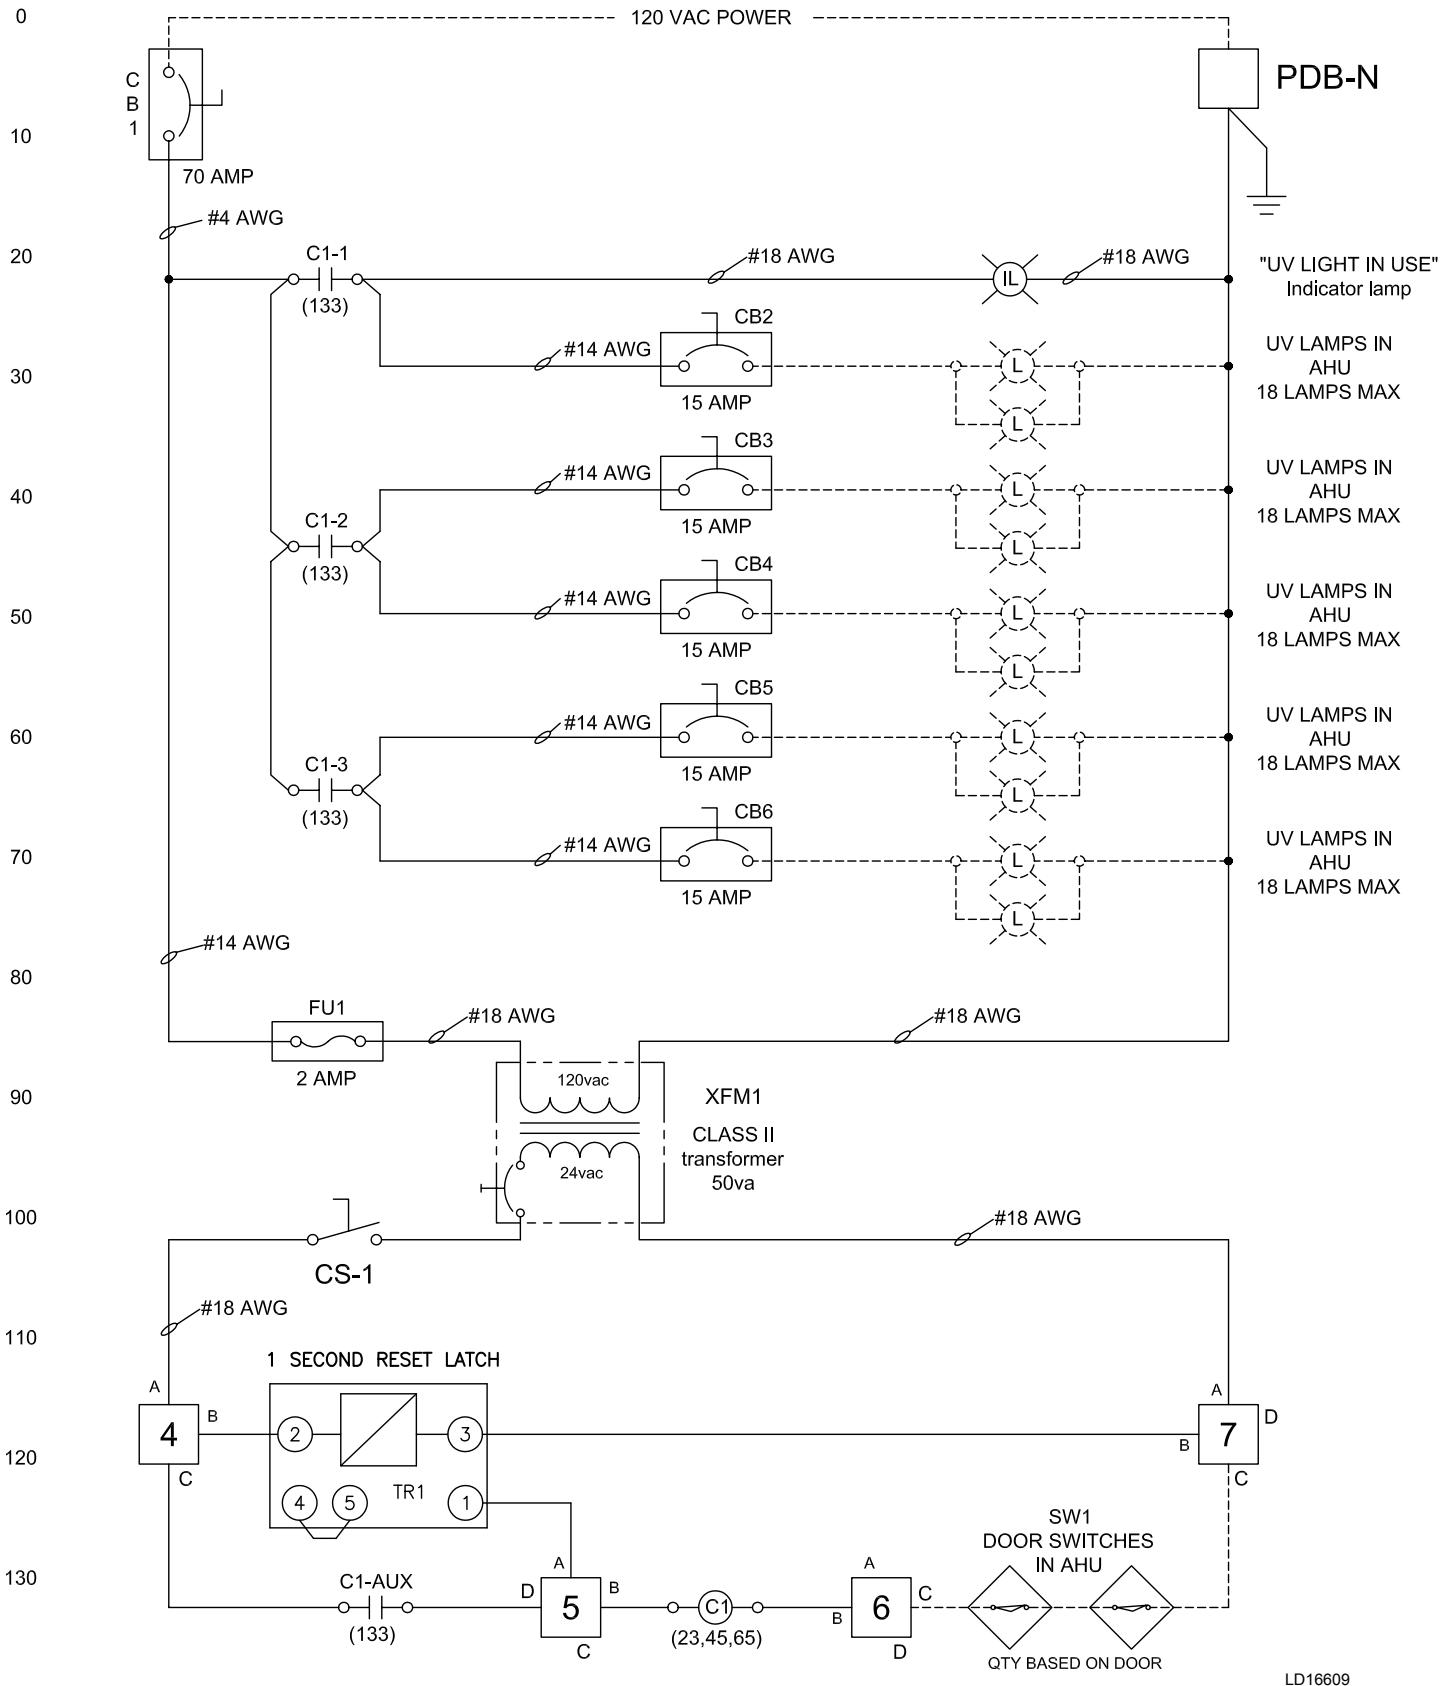 0
120 VAC POWER
C
B
1
PDB-N
10
70 AMP
#4 AWG
20
C1-1
#18 AWG
#18 AWG
"UV LIGHT IN USE"
Indicator lamp
IL
(133)
CB2
#14 AWG
15 AMP
L
L
UV LAMPS IN
AHU
18 LAMPS MAX
30
CB3
#14 AWG
15 AMP
L
L
UV LAMPS IN
AHU
18 LAMPS MAX
40
C1-2
(133)
CB4
#14 AWG
15 AMP
L
L
UV LAMPS IN
AHU
18 LAMPS MAX
50
CB5
#14 AWG
15 AMP
L
L
UV LAMPS IN
AHU
18 LAMPS MAX
60
C1-3
(133)
CB6
#14 AWG
15 AMP
L
L
UV LAMPS IN
AHU
18 LAMPS MAX
70
#14 AWG
80
FU1
2 AMP
#18 AWG
#18 AWG
90
120vac
24vac
XFM1
CLASS II
transformer
50va
100
CS-1
#18 AWG
#18 AWG
110
1 SECOND RESET LATCH
A
4
B
C
2
3
4
5
TR1
1
A
7
D
B
C
120
130
C1-AUX
(133)
A
D
5
B
C
C1
(23,45,65)
A
B
6
C
D
SW1
DOOR SWITCHES
IN AHU
QTY BASED ON DOOR
LD16609